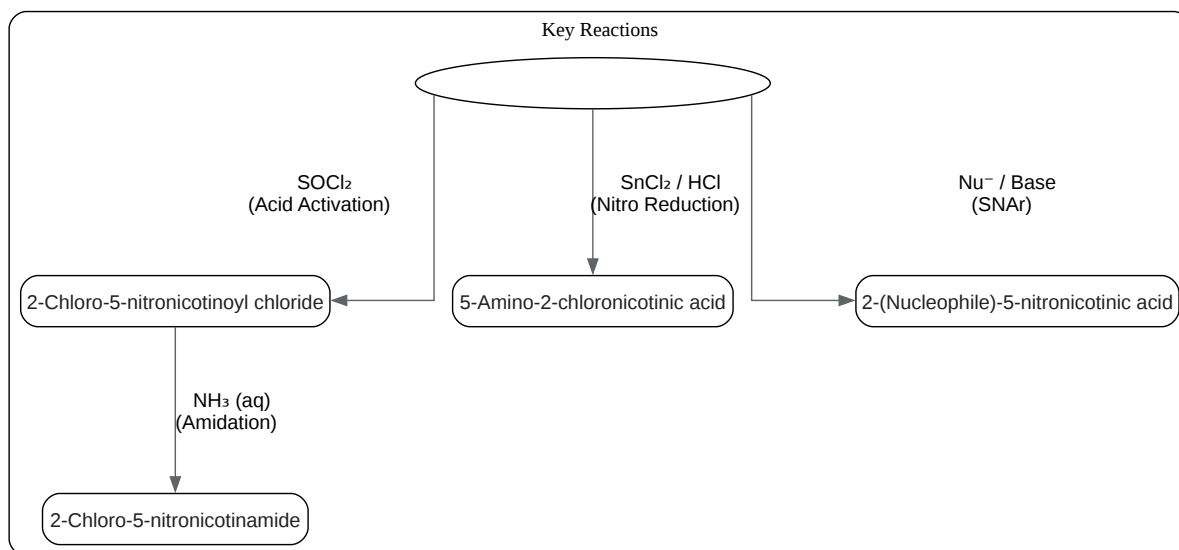 Key Reactions
SOCl₂
(Acid Activation)
SnCl₂ / HCl
(Nitro Reduction)
Nu⁻ / Base
(SNAr)
2-Chloro-5-nitronicotinoyl chloride
5-Amino-2-chloronicotinic acid
2-(Nucleophile)-5-nitronicotinic acid
NH₃ (aq)
(Amidation)
2-Chloro-5-nitronicotinamide